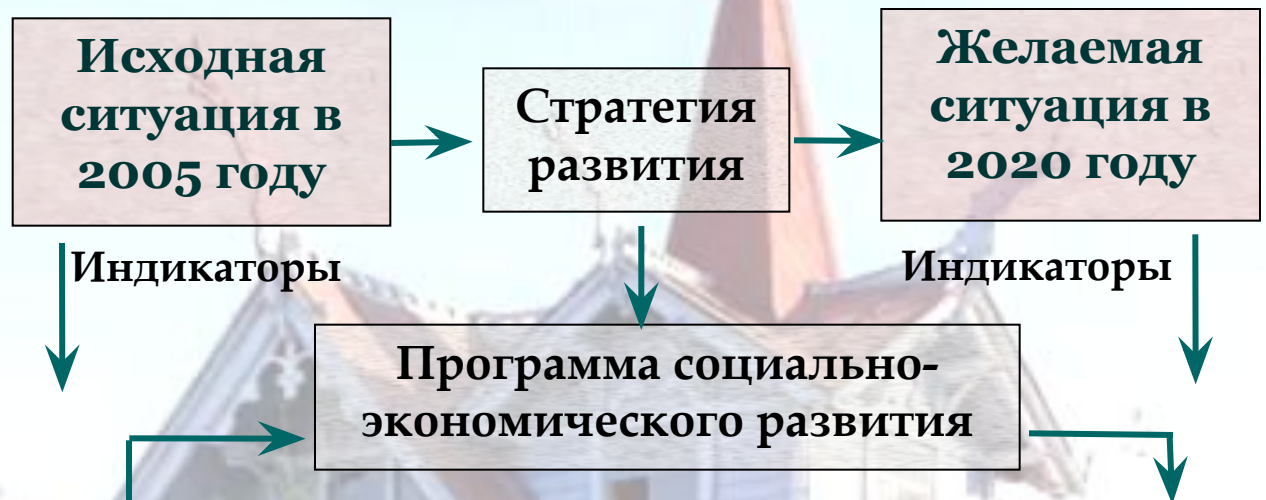 Исходная
ситуация в
2005 году
Стратегия
развития
Желаемая
ситуация в
2020 году
Индикаторы
Индикаторы
Программа социально-
экономического развития